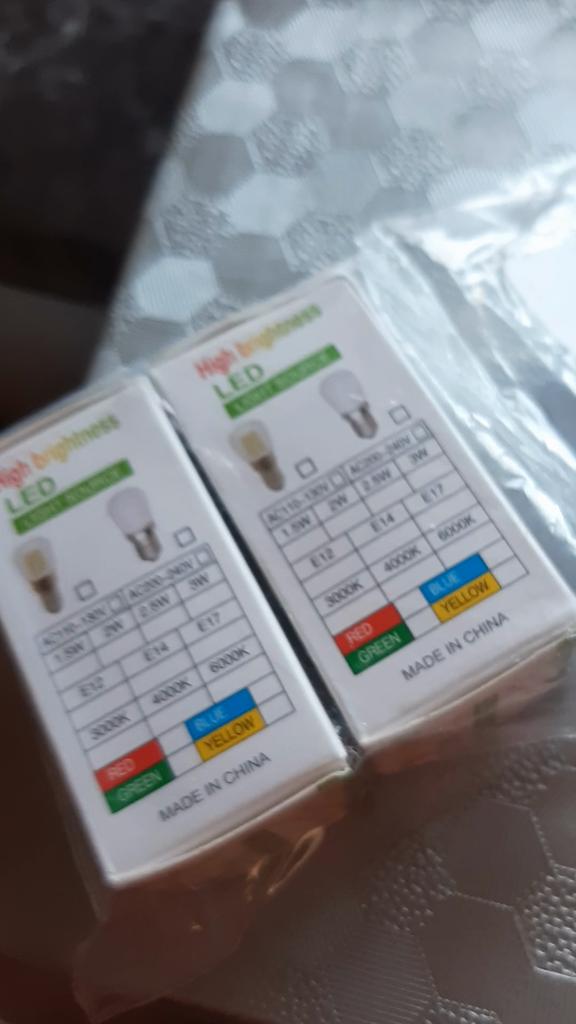 High brightness
LED
LIGHT SOURCE
AC110-130V AC200-240V
1.5W 2W 2.5W 3W
E12 E14 E17
3000K 4000K 6000K
RED BLUE
GREEN YELLOW
MADE IN CHINA
High brightness
LED
LIGHT SOURCE
AC110-130V AC200-240V
1.5W 2W 2.5W 3W
E12 E14 E17
3000K 4000K 6000K
RED BLUE
GREEN YELLOW
MADE IN CHINA